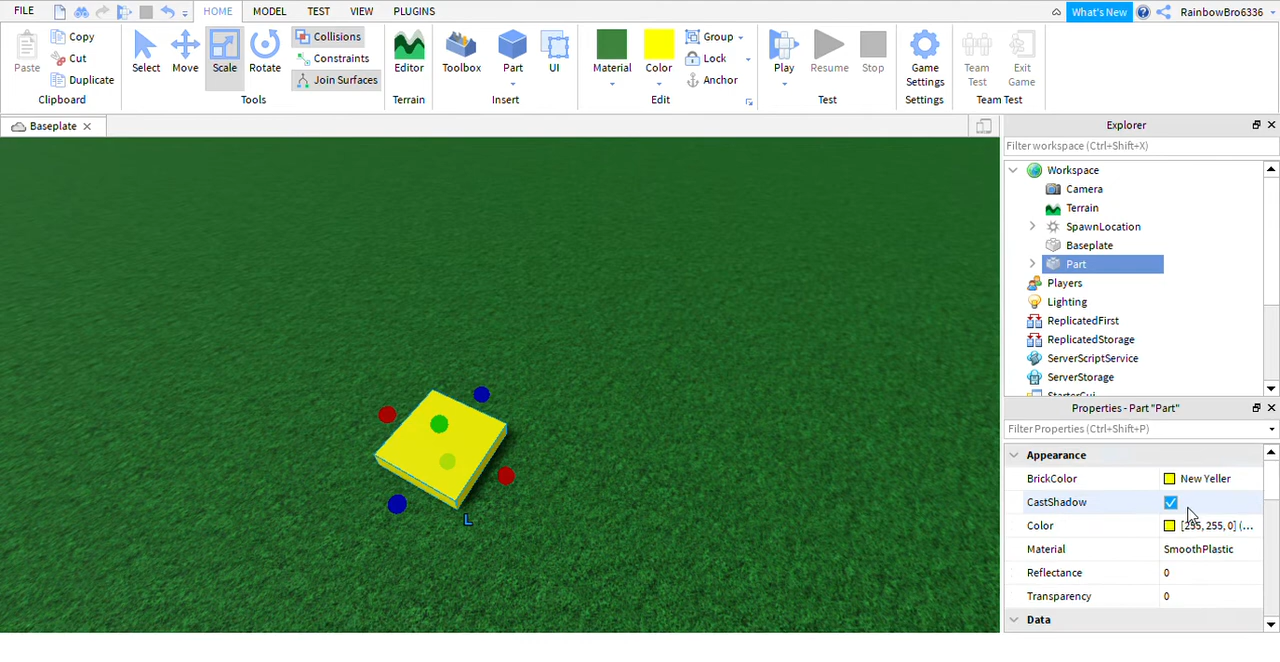 FILE HOME MODEL TEST VIEW PLUGINS What's New RainbowBro6336
Paste Copy Cut Duplicate Clipboard
Select Move Scale Rotate Collisions Constraints Join Surfaces Tools
Editor Terrain
Toolbox Part UI Insert
Material Color Group Lock Anchor Edit
Play Resume Stop Test
Game Settings Settings
Team Test Exit Game Team Test
Baseplate
Explorer
Filter workspace (Ctrl+Shift+X)
Workspace
Camera
Terrain
SpawnLocation
Baseplate
Part
Players
Lighting
ReplicatedFirst
ReplicatedStorage
ServerScriptService
ServerStorage
StarterGui
Properties - Part "Part"
Filter Properties (Ctrl+Shift+P)
Appearance
BrickColor New Yeller
CastShadow
Color [255, 255, 0] (...
Material SmoothPlastic
Reflectance 0
Transparency 0
Data
L